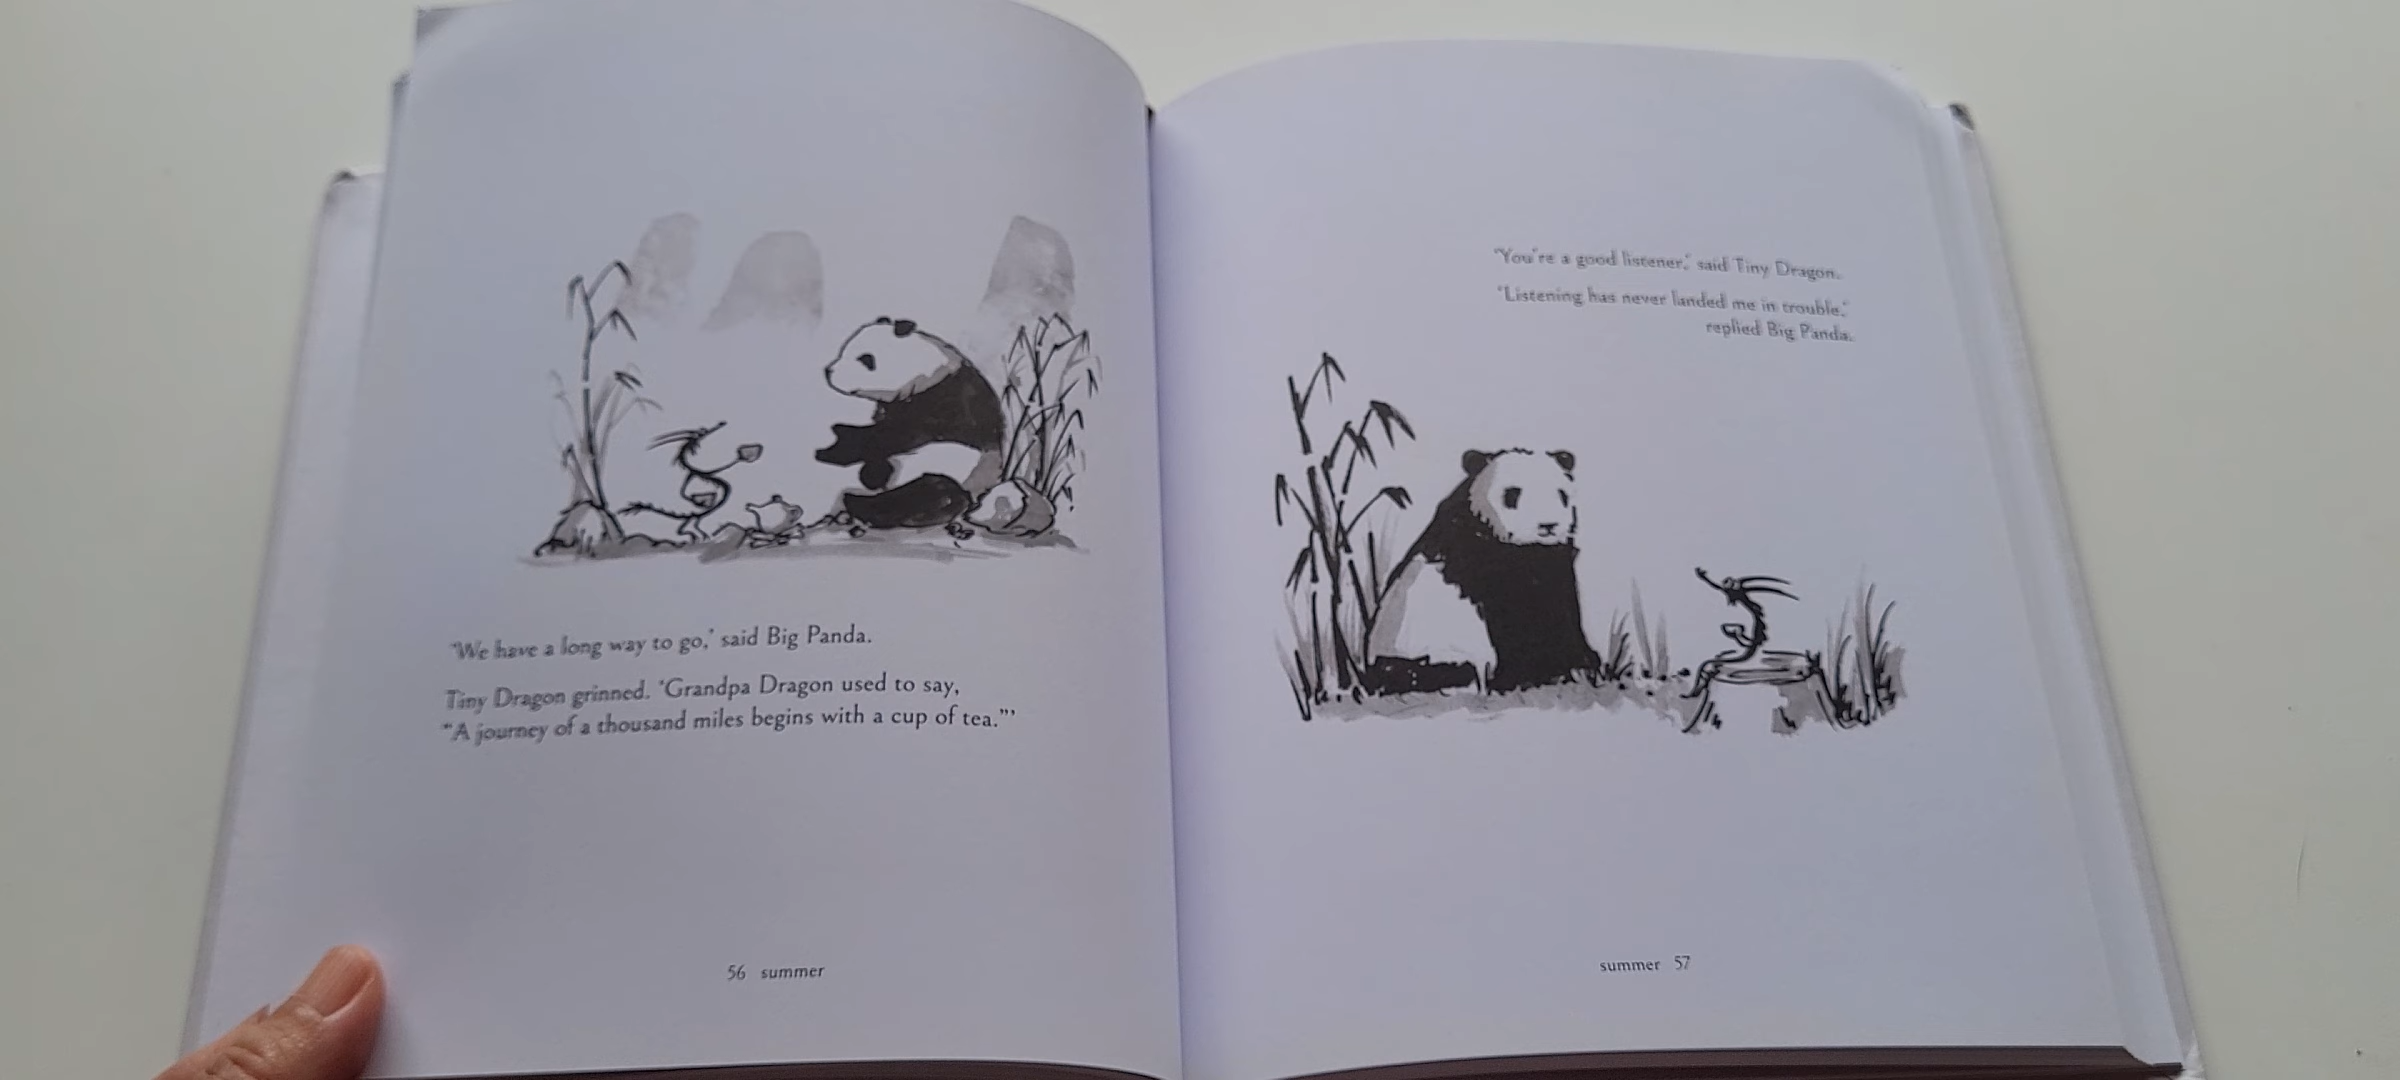 'We have a long way to go,' said Big Panda.
Tiny Dragon grinned. 'Grandpa Dragon used to say,
"A journey of a thousand miles begins with a cup of tea."'
56 summer
'You're a good listener,' said Tiny Dragon.
'Listening has never landed me in trouble,'
replied Big Panda.
summer 57